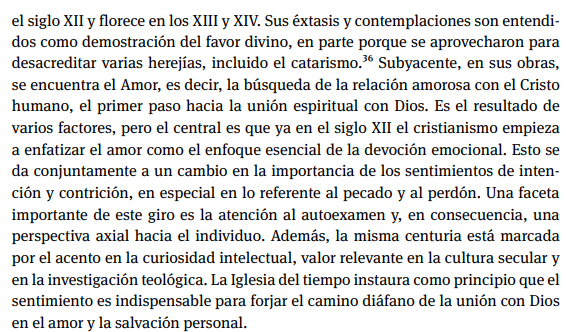 el siglo XII y florece en los XIII y XIV. Sus éxtasis y contemplaciones son entendi-
dos como demostración del favor divino, en parte porque se aprovecharon para
desacreditar varias herejías, incluido el catarismo.³⁶ Subyacente, en sus obras,
se encuentra el Amor, es decir, la búsqueda de la relación amorosa con el Cristo
humano, el primer paso hacia la unión espiritual con Dios. Es el resultado de
varios factores, pero el central es que ya en el siglo XII el cristianismo empieza
a enfatizar el amor como el enfoque esencial de la devoción emocional. Esto se
da conjuntamente a un cambio en la importancia de los sentimientos de inten-
ción y contrición, en especial en lo referente al pecado y al perdón. Una faceta
importante de este giro es la atención al autoexamen y, en consecuencia, una
perspectiva axial hacia el individuo. Además, la misma centuria está marcada
por el acento en la curiosidad intelectual, valor relevante en la cultura secular y
en la investigación teológica. La Iglesia del tiempo instaura como principio que el
sentimiento es indispensable para forjar el camino diáfano de la unión con Dios
en el amor y la salvación personal.